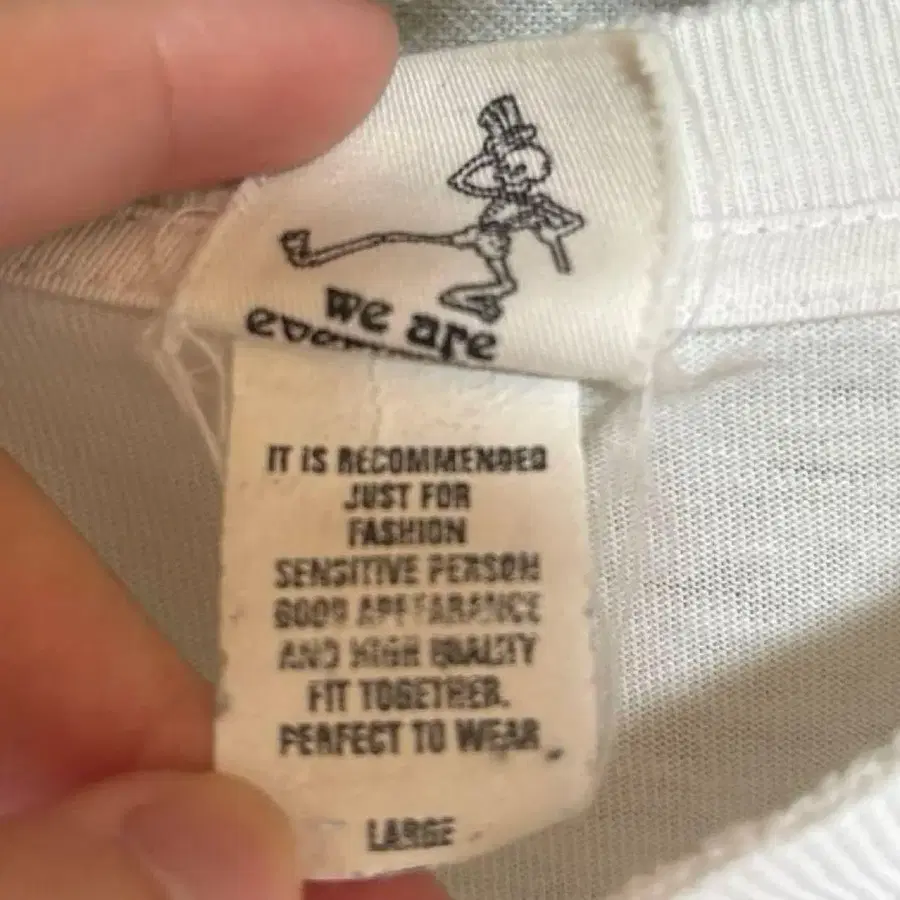 we are
IT IS RECOMMENDED
JUST FOR
FASHION
SENSITIVE PERSON
GOOD APPEARANCE
AND HIGH QUALITY
FIT TOGETHER.
PERFECT TO WEAR
LARGE